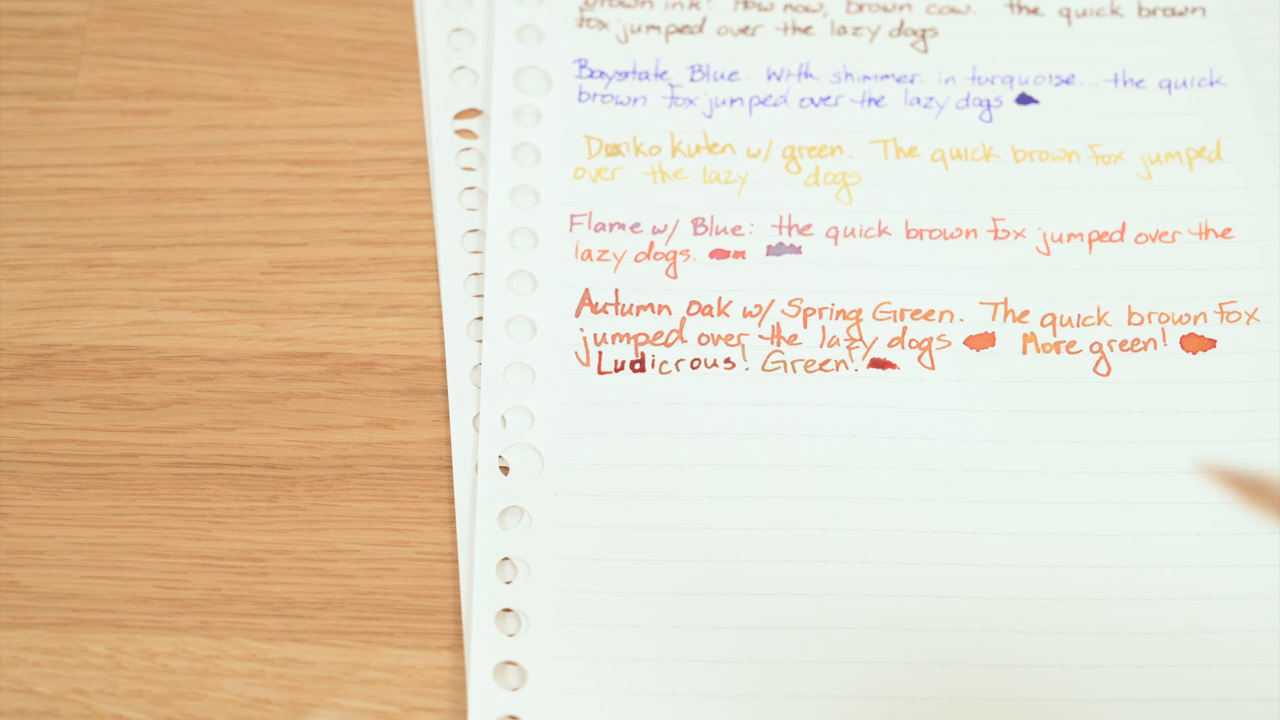 brown ink! How now, brown cow. the quick brown
fox jumped over the lazy dogs
Baystate Blue. With shimmer in turquoise... the quick
brown fox jumped over the lazy dogs
w/ green. The quick brown fox jumped
over the lazy dogs
Flame w/ Blue: the quick brown fox jumped over the
lazy dogs.
Autumn Oak w/ Spring Green. The quick brown fox
jumped over the lazy dogs More green!
Ludicrous! Green!